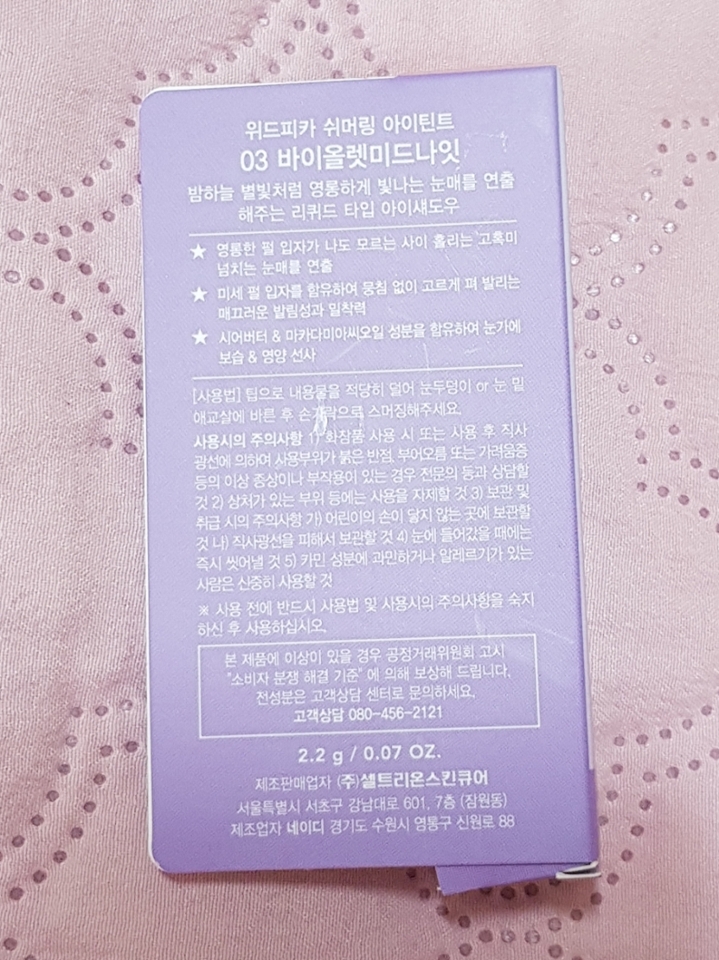 위드피카 쉬머링 아이틴트
03 바이올렛미드나잇
밤하늘 별빛처럼 영롱하게 빛나는 눈매를 연출
해주는 리퀴드 타입 아이섀도우
★ 영롱한 펄 입자가 나도 모르는 사이 홀리는 고혹미
넘치는 눈매를 연출
★ 미세 펄 입자를 함유하여 뭉침 없이 고르게 펴 발리는
매끄러운 발림성과 밀착력
★ 시어버터 & 마카다미아씨오일 성분을 함유하여 눈가에
보습 & 영양 선사
[사용법] 팁으로 내용물을 적당히 덜어 눈두덩이 or 눈 밑
애교살에 바른 후 손가락으로 스머징해주세요.
사용시의 주의사항 1) 화장품 사용 시 또는 사용 후 직사
광선에 의하여 사용부위가 붉은 반점, 부어오름 또는 가려움증
등의 이상 증상이나 부작용이 있는 경우 전문의 등과 상담할
것 2) 상처가 있는 부위 등에는 사용을 자제할 것 3) 보관 및
취급 시의 주의사항 가) 어린이의 손이 닿지 않는 곳에 보관할
것 나) 직사광선을 피해서 보관할 것 4) 눈에 들어갔을 때에는
즉시 씻어낼 것 5) 카민 성분에 과민하거나 알레르기가 있는
사람은 신중히 사용할 것
※ 사용 전에 반드시 사용법 및 사용시의 주의사항을 숙지
하신 후 사용하십시오.
본 제품에 이상이 있을 경우 공정거래위원회 고시
"소비자 분쟁 해결 기준" 에 의해 보상해 드립니다.
전성분은 고객상담 센터로 문의하세요.
고객상담 080-456-2121
2.2 g / 0.07 OZ.
제조판매업자 (주)셀트리온스킨큐어
서울특별시 서초구 강남대로 601, 7층 (잠원동)
제조업자 네이디 경기도 수원시 영통구 신원로 88